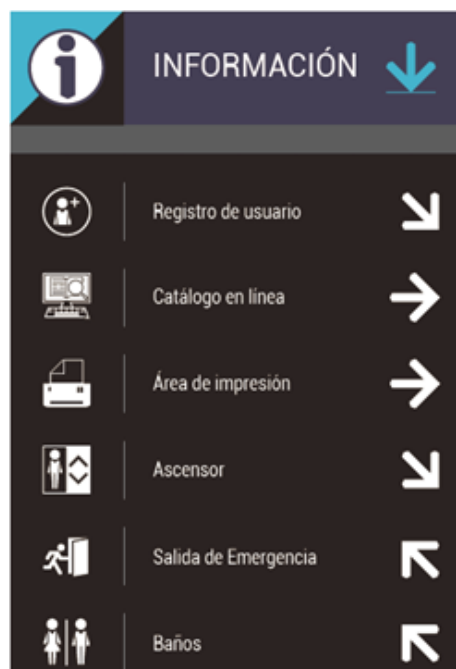 INFORMACIÓN
Registro de usuario
Catálogo en línea
Área de impresión
Ascensor
Salida de Emergencia
Baños